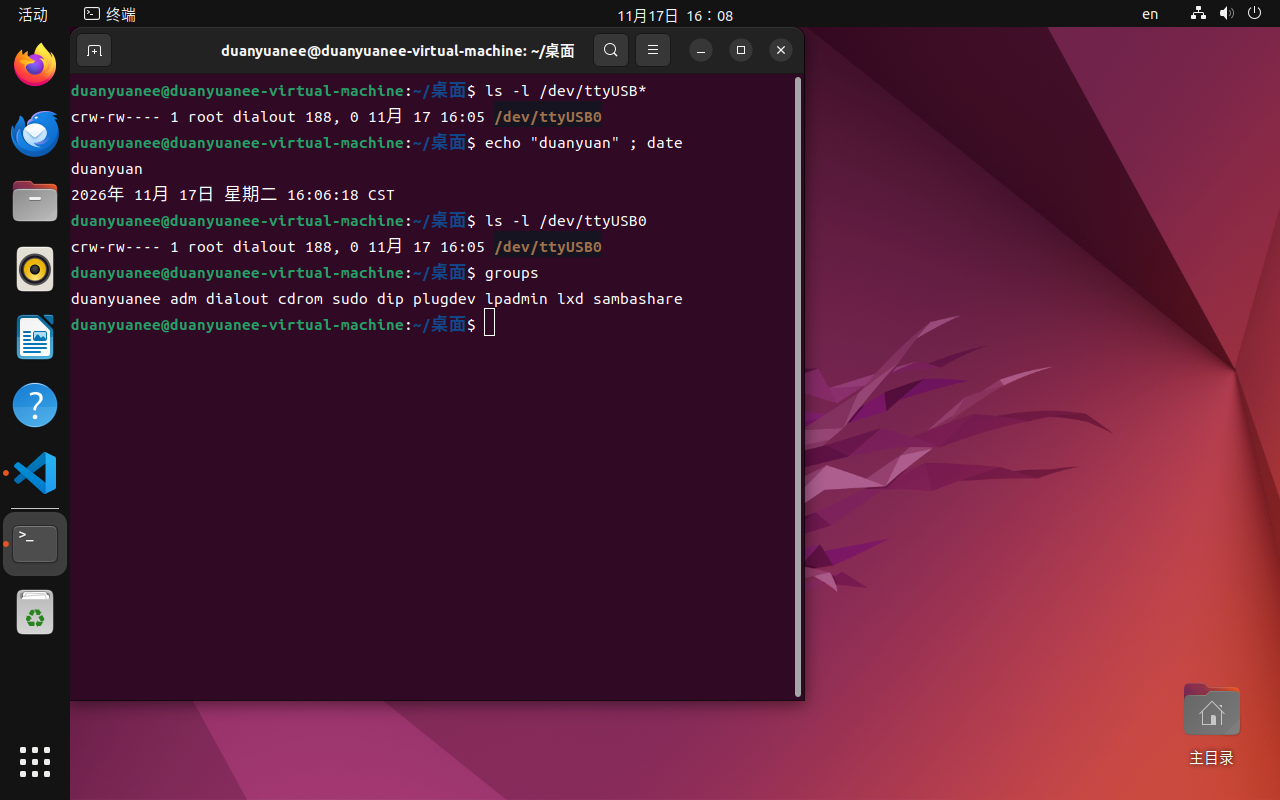 活动 终端 11月17日 16：08 en
duanyuanee@duanyuanee-virtual-machine: ~/桌面
duanyuanee@duanyuanee-virtual-machine:~/桌面$ ls -l /dev/ttyUSB*
crw-rw---- 1 root dialout 188, 0 11月 17 16:05 /dev/ttyUSB0
duanyuanee@duanyuanee-virtual-machine:~/桌面$ echo "duanyuan" ; date
duanyuan
2026年 11月 17日 星期二 16:06:18 CST
duanyuanee@duanyuanee-virtual-machine:~/桌面$ ls -l /dev/ttyUSB0
crw-rw---- 1 root dialout 188, 0 11月 17 16:05 /dev/ttyUSB0
duanyuanee@duanyuanee-virtual-machine:~/桌面$ groups
duanyuanee adm dialout cdrom sudo dip plugdev lpadmin lxd sambashare
duanyuanee@duanyuanee-virtual-machine:~/桌面$
主目录